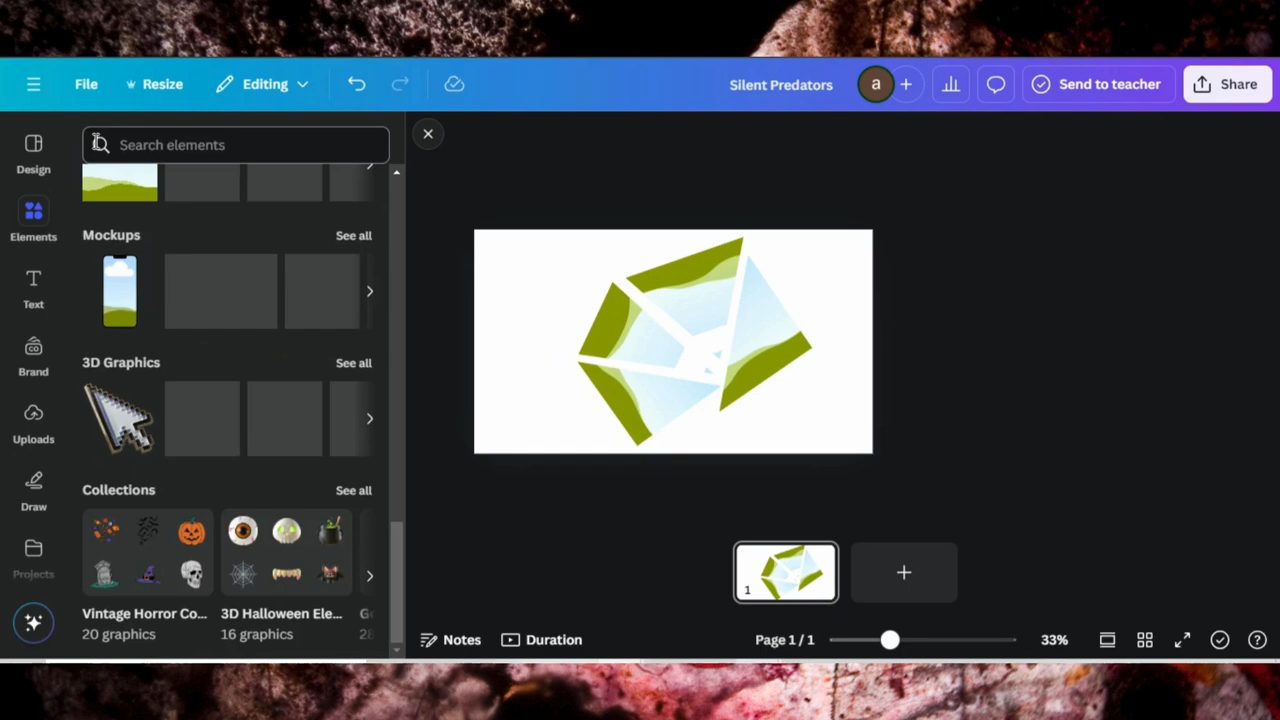 File
Resize
Editing
Silent Predators
a
Send to teacher
Share
Search elements
Design
Elements
Text
Brand
Uploads
Draw
Projects
Mockups
See all
3D Graphics
See all
Collections
See all
Vintage Horror Co...
20 graphics
3D Halloween Ele...
16 graphics
1
Notes
Duration
Page 1 / 1
33%